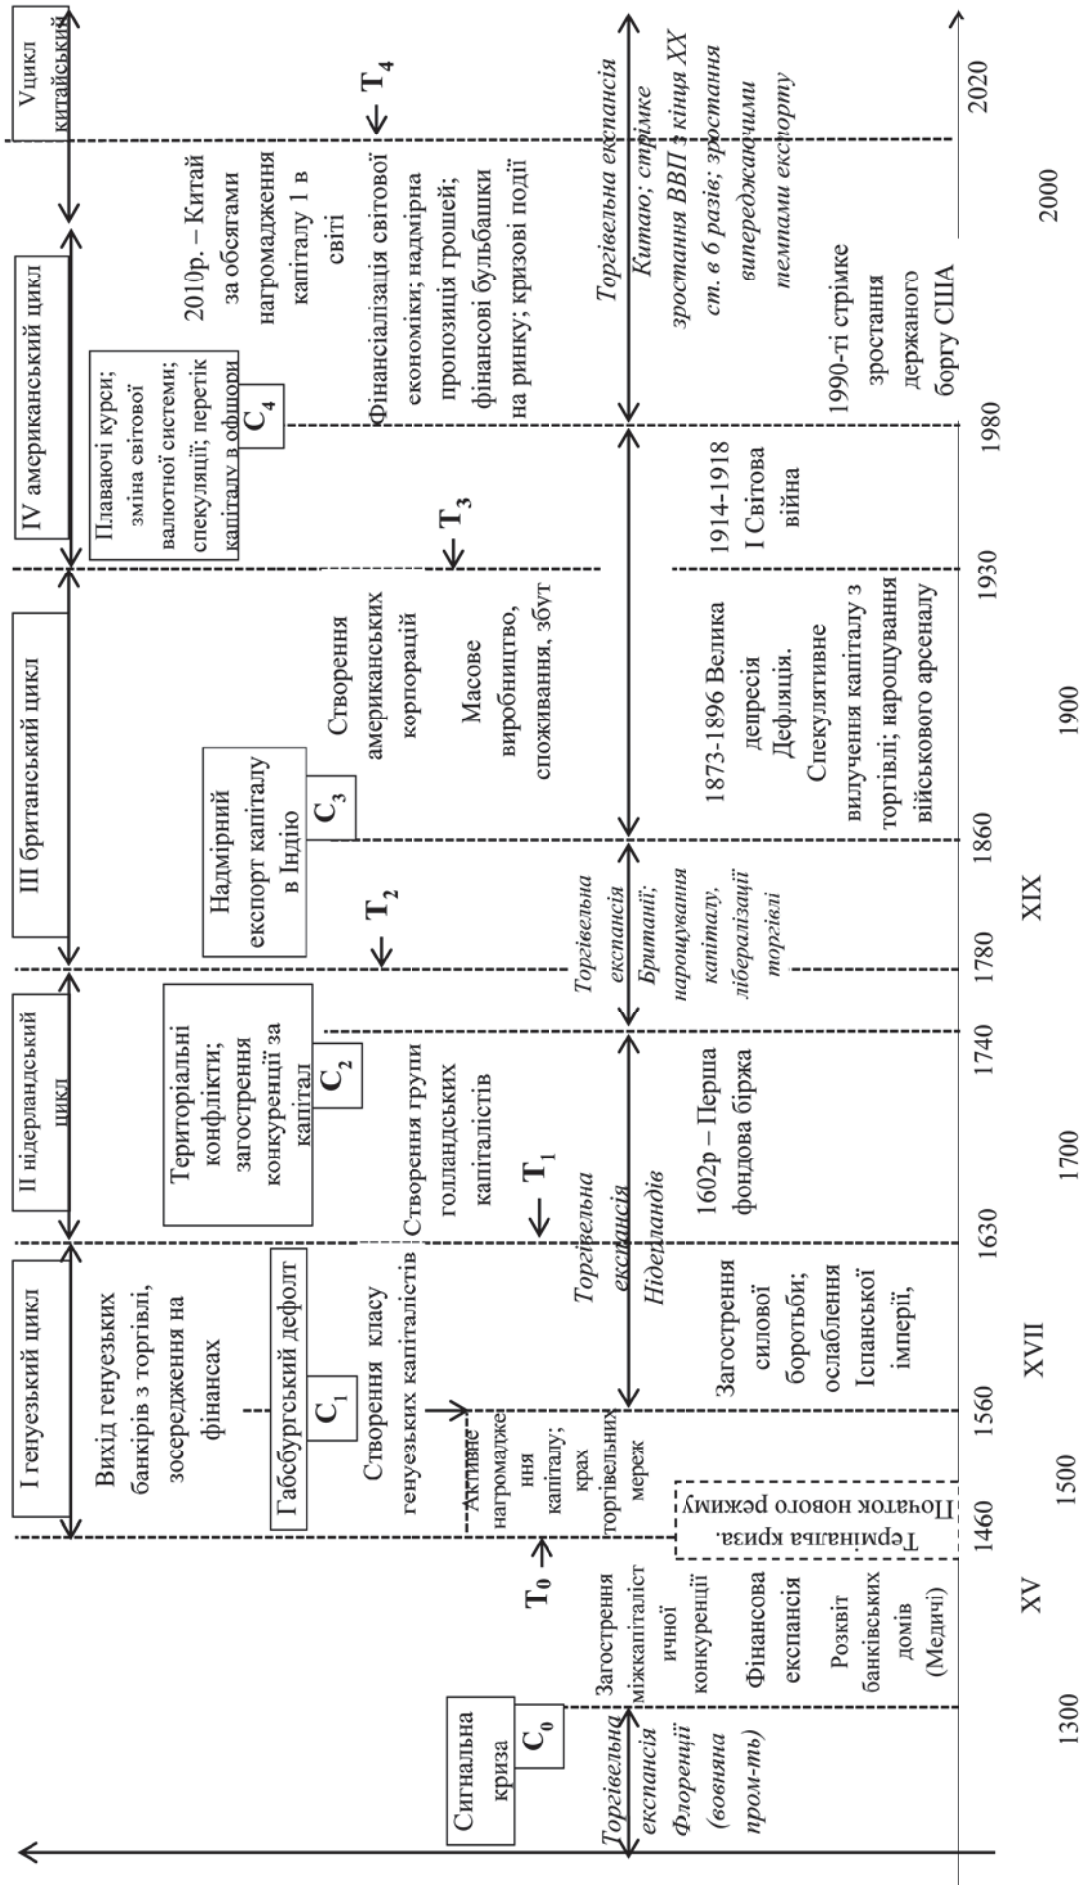 I генуезький цикл
II нідерландський
цикл
III британський цикл
IV американський цикл
Vцикл
китайський
Вихід генуезьких
банкірів з торгівлі,
зосередження на
фінансах
Територіальні
конфлікти;
загострення
конкуренції за
капітал
C₂
Надмірний
експорт капіталу
в Індію
C₃
Плаваючі курси;
зміна світової
валютної системи;
спекуляції; перетік
капіталу в офшори
C₄
2010р. – Китай
за обсягами
нагромадження
капіталу 1 в
світі
Габсбургський дефолт
C₁
Створення класу
генуезьких капіталістів
Створення групи
голландських
капіталістів
T₂
Створення
американських
корпорацій
Масове
виробництво,
споживання, збут
T₃
Фінансіалізація світової
економіки; надмірна
пропозиція грошей;
фінансові бульбашки
на ринку; кризові події
T₄
Сигнальна
криза
C₀
T₀
Активне
нагромадже
ння
капіталу;
крах
торгівельних
мереж
T₁
Торгівельна
експансія
Флоренції
(вовняна
пром-ть)
Загострення
міжкапіталіст
ичної
конкуренції
Фінансова
експансія
Розквіт
банківських
домів
(Медичі)
Торгівельна
експансія
Нідерландів
Торгівельна
експансія
Британії;
нарощування
капіталу,
лібералізації
торгівлі
Торгівельна експансія
Китаю; стрімке
зростання ВВП з кінця XX
ст. в 6 разів; зростання
випереджаючими
темпами експорту
Термінальа криза.
Початок нового режиму
Загострення
силової
боротьби;
ослаблення
Іспанської
імперії,
1602р – Перша
фондова біржа
1873-1896 Велика
депресія
Дефляція.
Спекулятивне
вилучення капіталу з
торгівлі; нарощування
військового арсеналу
1914-1918
I Світова
війна
1990-ті стрімке
зростання
держаного
боргу США
1460
1560
1630
1740
1780
1860
1930
1980
2020
1300
XV
1500
XVII
1700
XIX
1900
2000